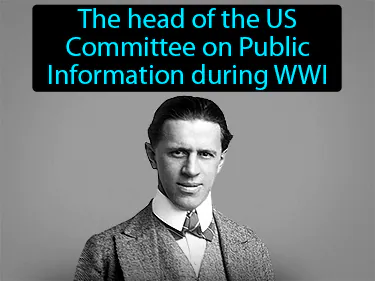 The head of the US
Committee on Public
Information during WWI